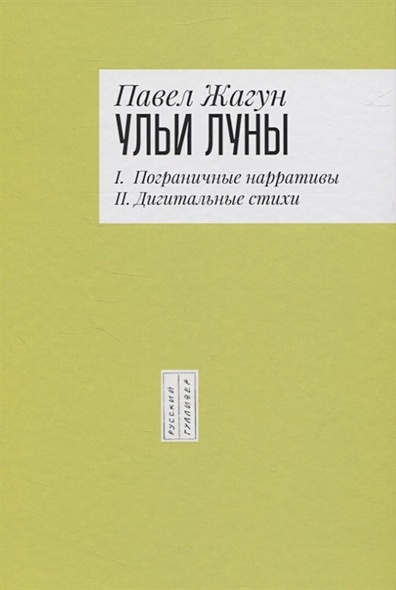 Павел Жагун
УЛЬИ ЛУНЫ
I. Пограничные нарративы
II. Дигитальные стихи
РУССКИЙ
ГУЛЛИВЕР